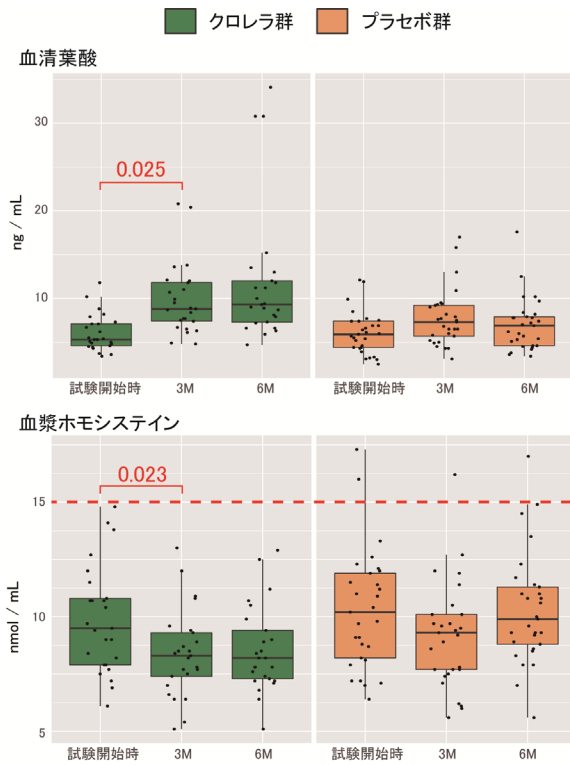 クロレラ群 プラセボ群
血清葉酸
30
20
10
ng / mL
0.025
試験開始時 3M 6M 試験開始時 3M 6M
血漿ホモシステイン
15
10
5
nmol / mL
0.023
試験開始時 3M 6M 試験開始時 3M 6M